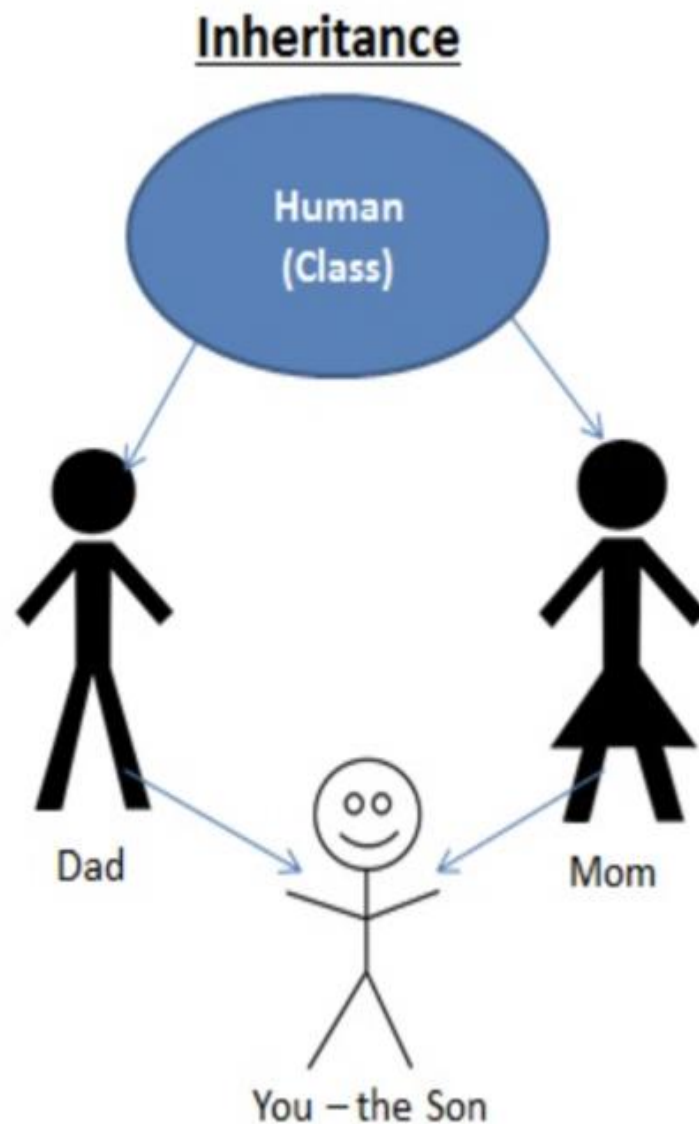 Inheritance
Human
(Class)
Dad
Mom
You – the Son